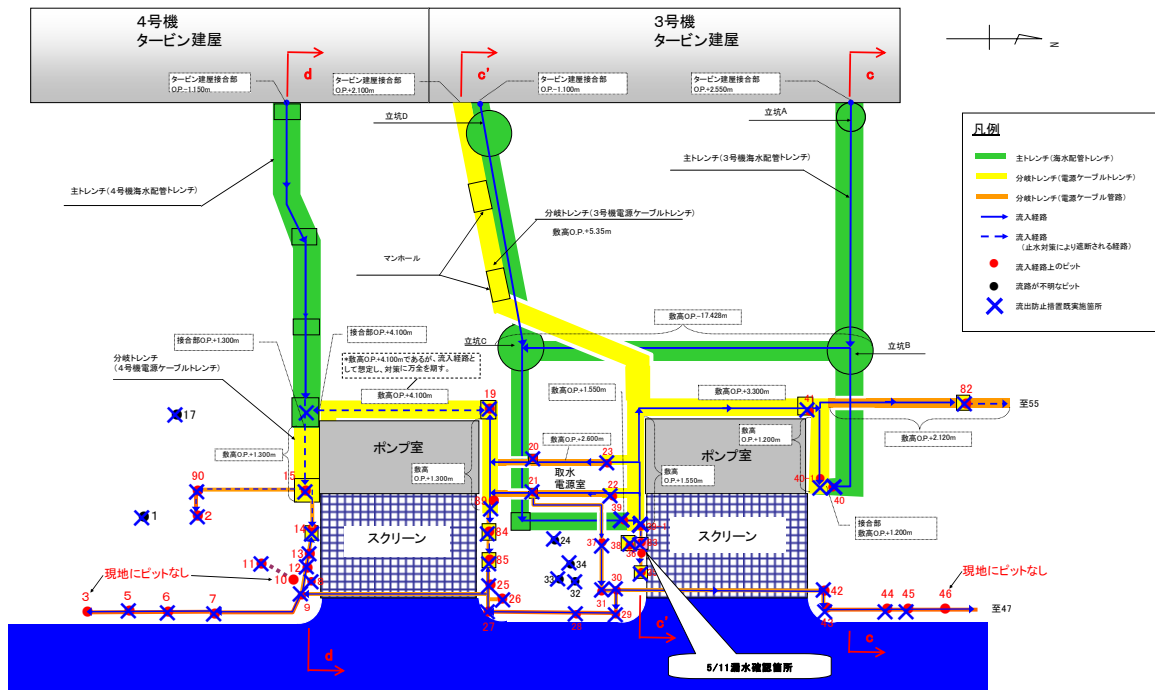 4号機
タービン建屋
3号機
タービン建屋
N
d
c'
c
タービン建屋接合部
O.P.-1.150m
タービン建屋接合部
O.P.+2.100m
タービン建屋接合部
O.P.-1.100m
タービン建屋接合部
O.P.+2.550m
立坑D
立坑A
主トレンチ(4号機海水配管トレンチ)
主トレンチ(3号機海水配管トレンチ)
分岐トレンチ(3号機電源ケーブルトレンチ)
敷高O.P.+5.35m
マンホール
凡例
主トレンチ(海水配管トレンチ)
分岐トレンチ(電源ケーブルトレンチ)
分岐トレンチ(電源ケーブル管路)
流入経路
流入経路
(止水対策により遮断される経路)
流入経路上のピット
流路が不明なピット
流出防止措置既実施箇所
敷高O.P.-17.428m
接合部O.P.+4.100m
接合部O.P.+1.300m
立坑C
立坑B
分岐トレンチ
(4号機電源ケーブルトレンチ)
*敷高O.P.+4.100mであるが、流入経路と
して想定し、対策に万全を期す。
敷高O.P.+4.100m
敷高O.P.+1.550m
敷高O.P.+3.300m
19
41
82
至55
17
敷高O.P.+1.300m
ポンプ室
敷高
O.P.+1.300m
敷高O.P.+2.600m
20
23
取水
電源室
敷高
O.P.+1.550m
ポンプ室
敷高
O.P.+1.200m
敷高O.P.+2.120m
90
15
21
22
40-1
40
89
39
1
2
14
84
スクリーン
24
37
38
36
スクリーン
接合部
敷高O.P.+1.200m
13
12
11
10
8
85
34
33
32
現地にピットなし
現地にピットなし
3
5
6
7
9
25
26
27
28
29
30
31
42
43
44
45
46
至47
d
c'
c
5/11漏水確認箇所